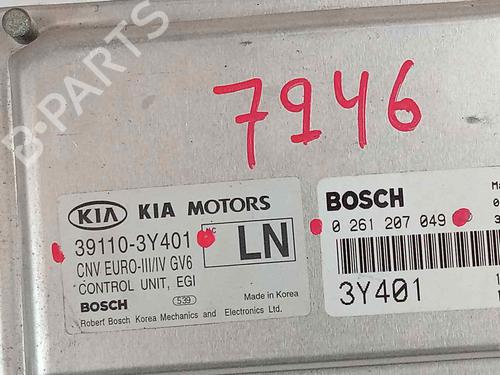 B-PARTS
7946
KIA KIA MOTORS
39110-3Y401
MC
LN
CNV EURO-III/IV GV6
CONTROL UNIT, EGI
BOSCH
539
Made in Korea
Robert Bosch Korea Mechanics and Electronics Ltd.
BOSCH
0 261 207 049
3Y401